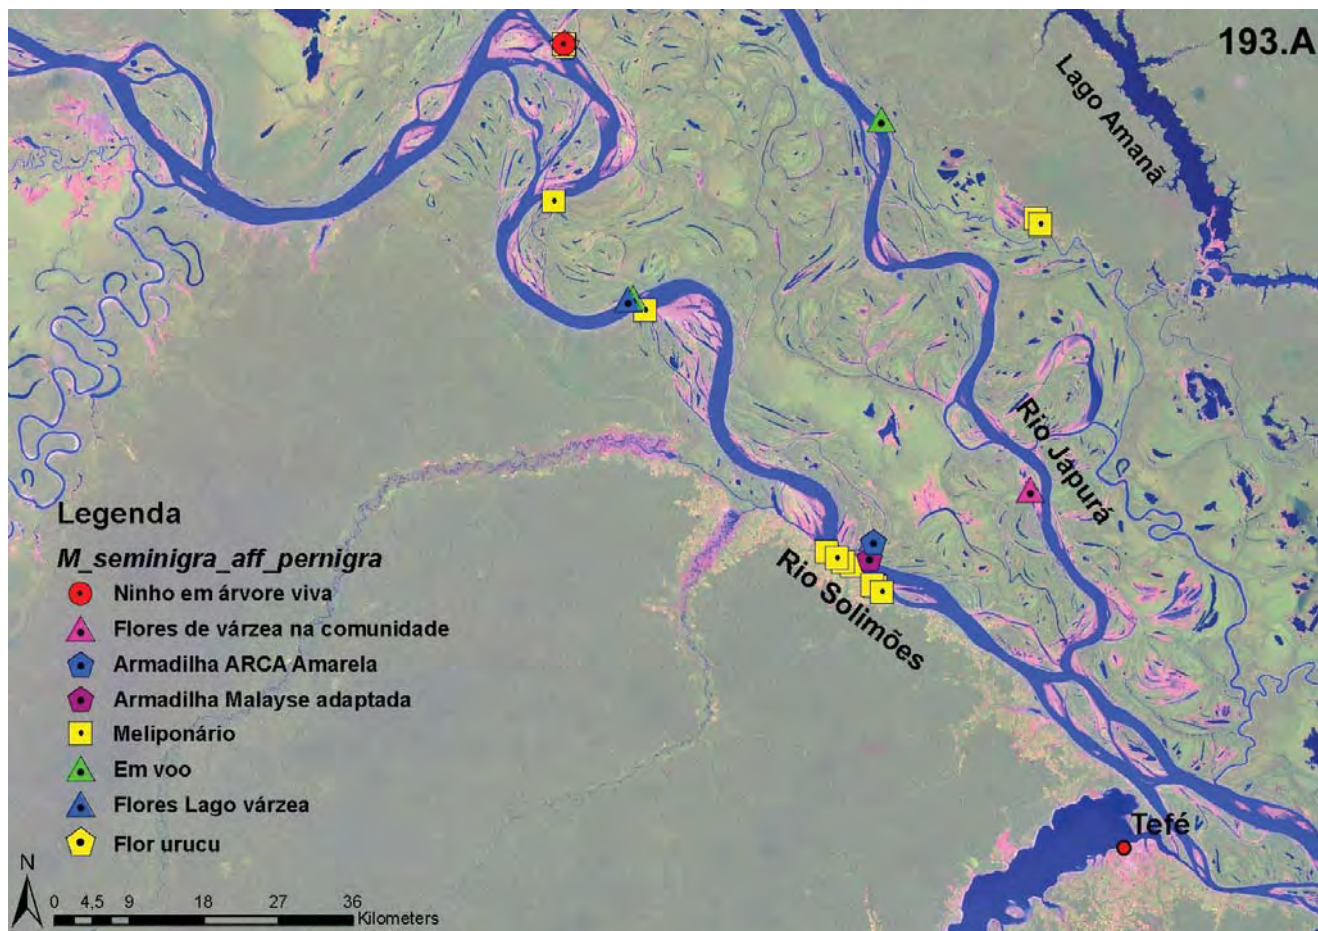 193.A
Lago Amanã
Rio Japurá
Rio Solimões
Tefé
Legenda
M_seminigra_aff_pernigra
Ninho em árvore viva
Flores de várzea na comunidade
Armadilha ARCA Amarela
Armadilha Malayse adaptada
Meliponário
Em voo
Flores Lago várzea
Flor urucu
N
0 4,5 9 18 27 36
Kilometers